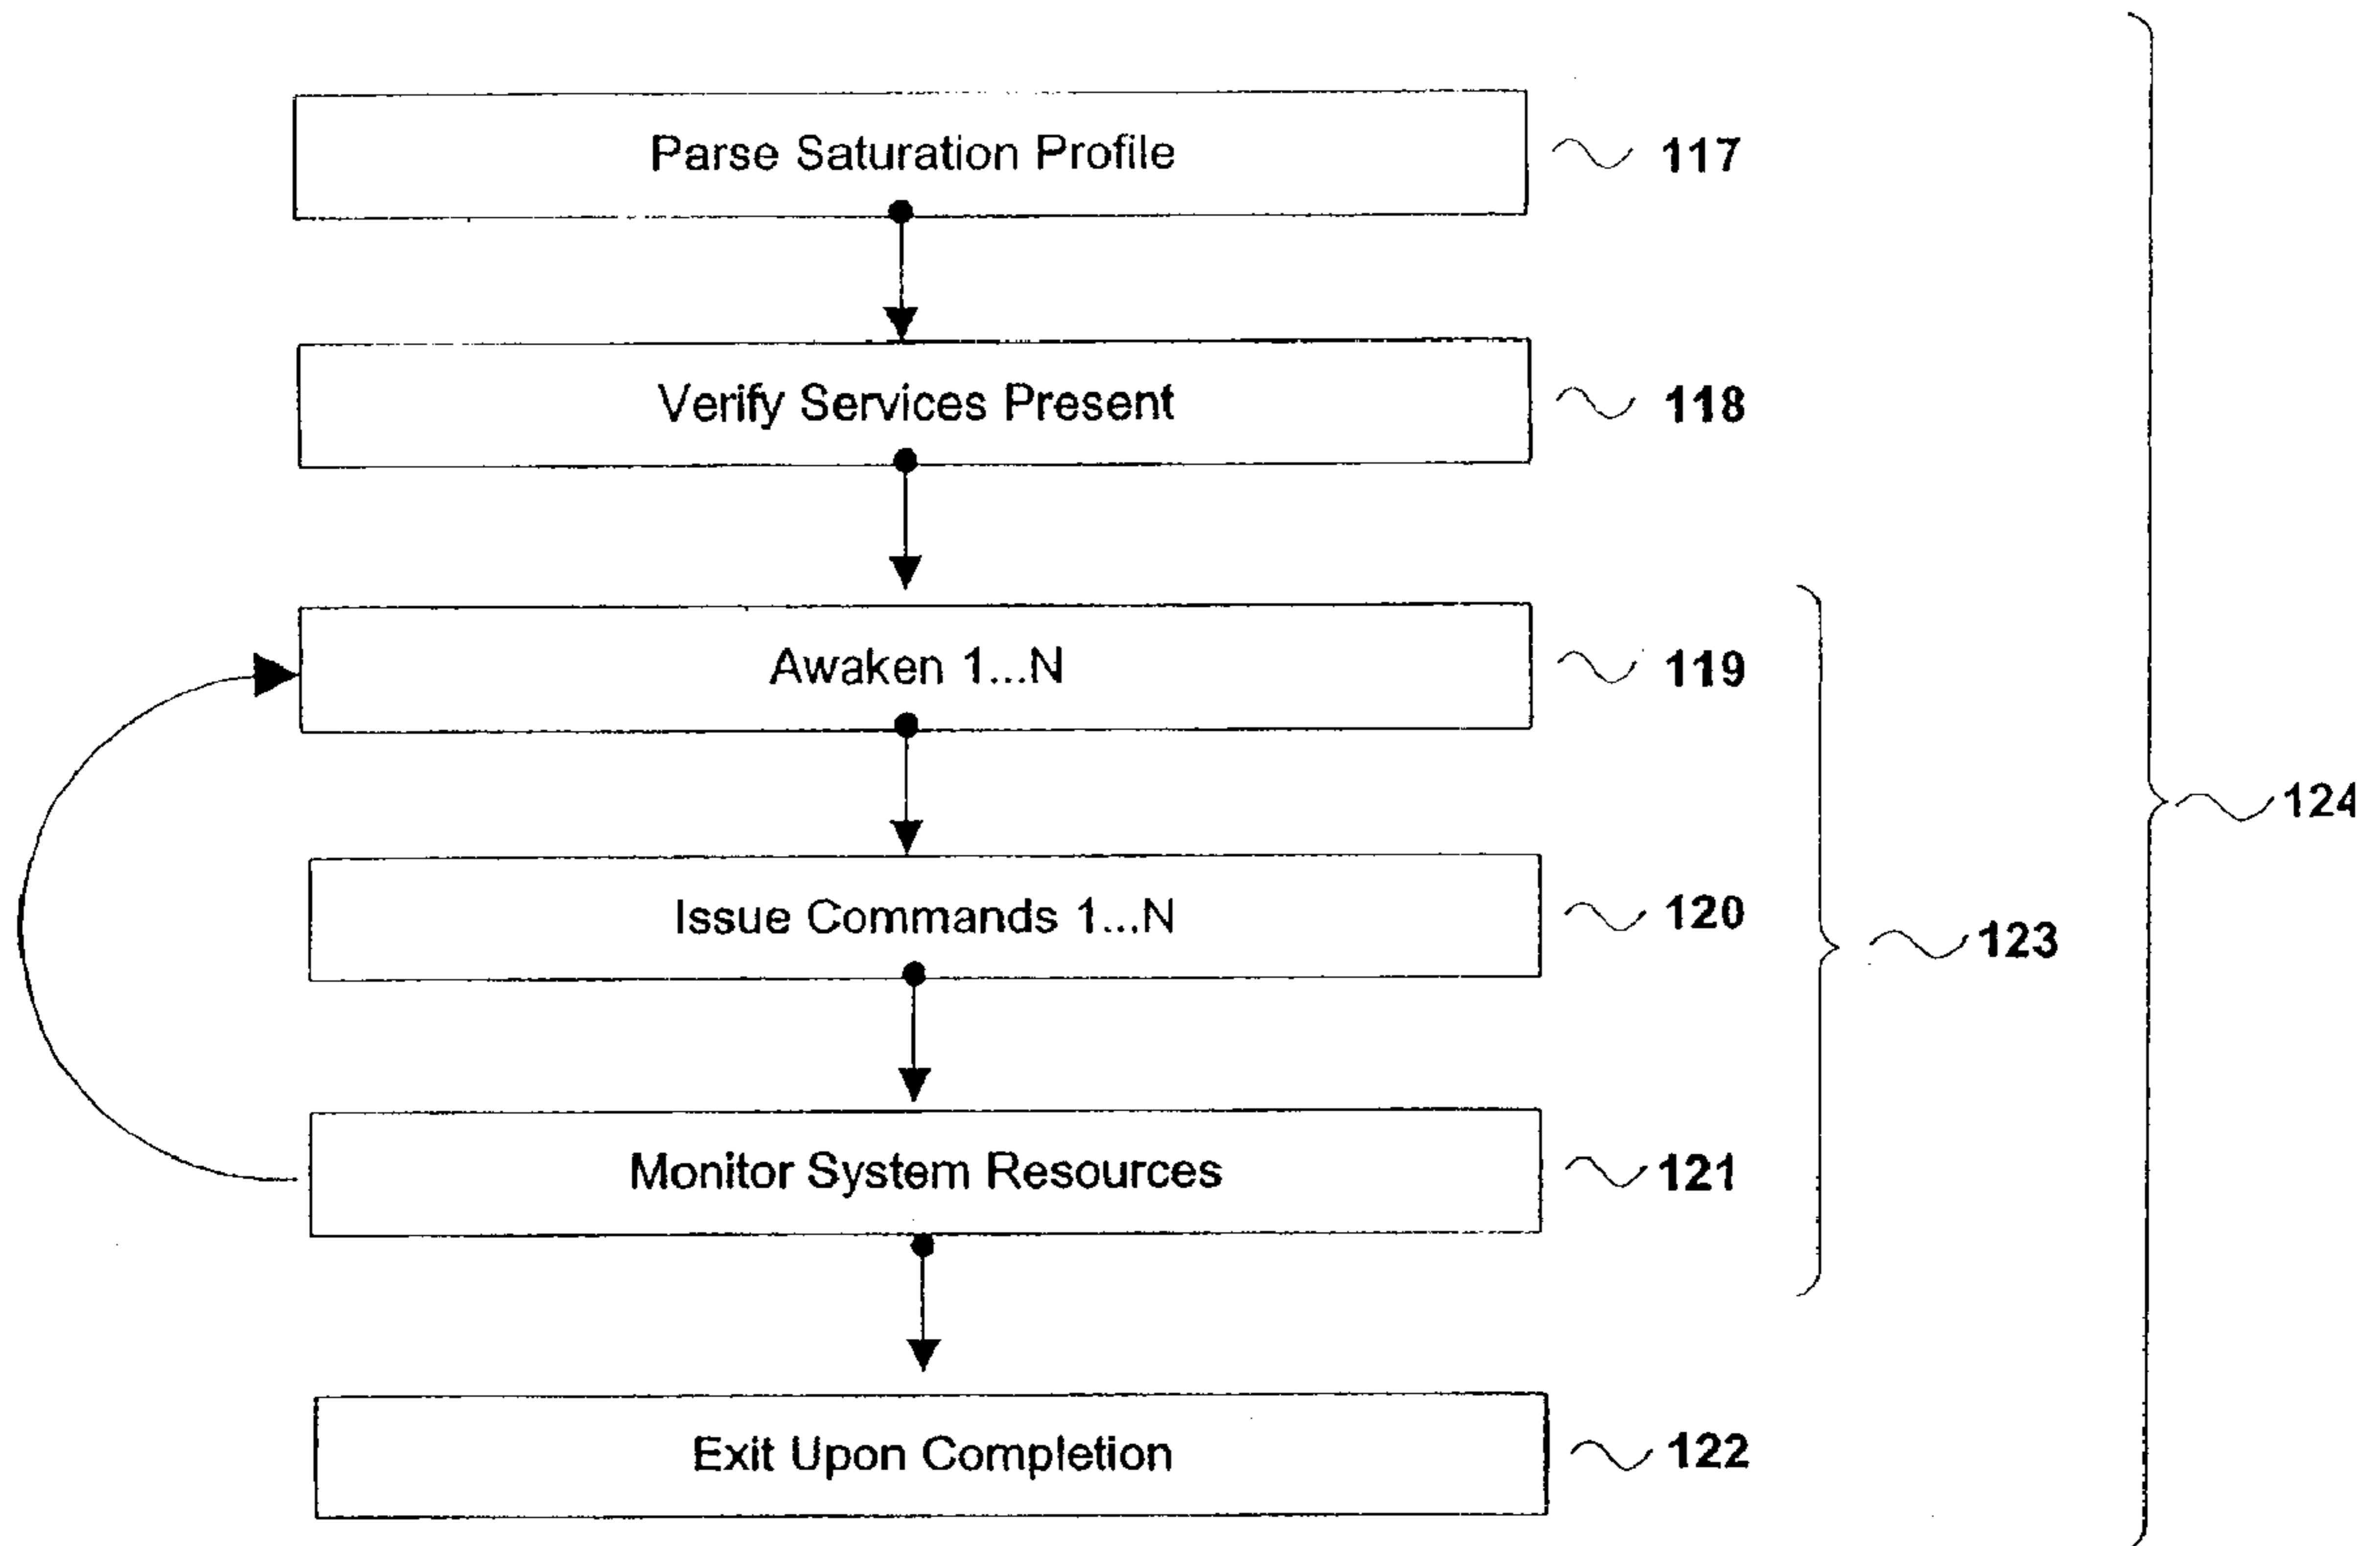 Parse Saturation Profile 117
Verify Services Present 118
Awaken 1...N 119
Issue Commands 1...N 120
123
Monitor System Resources 121
Exit Upon Completion 122
124